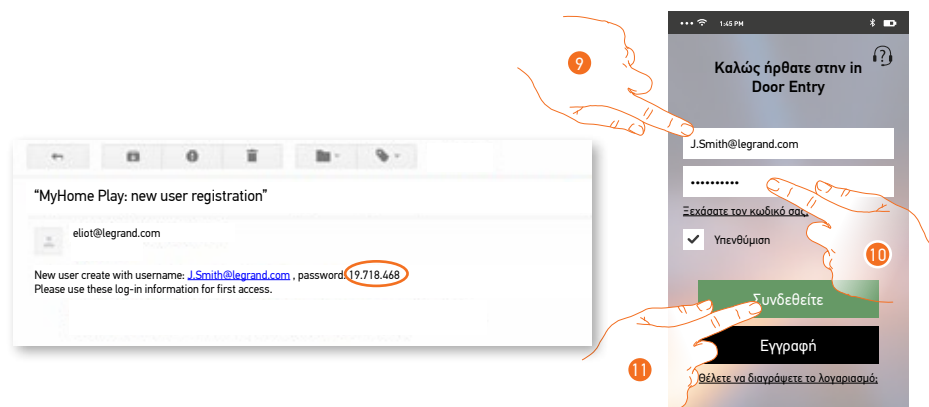 9
1:45 PM
Καλώς ήρθατε στην in
Door Entry
J.Smith@legrand.com
••••••••••
Ξεχάσατε τον κωδικό σας;
Υπενθύμιση
10
Συνδεθείτε
Εγγραφή
11
Θέλετε να διαγράψετε το λογαριασμό;
“MyHome Play: new user registration”
eliot@legrand.com
New user create with username: J.Smith@legrand.com , password: 19.718.468
Please use these log-in information for first access.